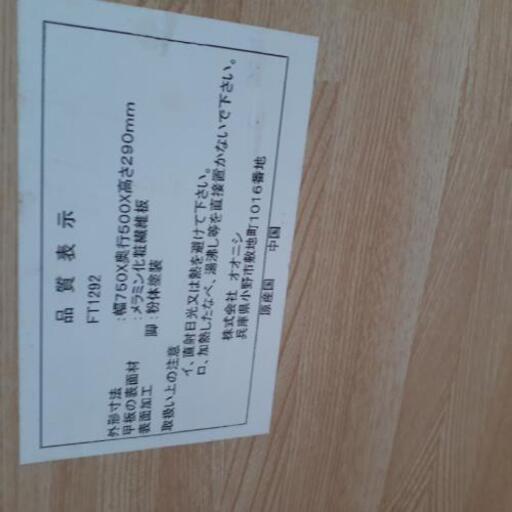 品質表示
FT1292
外形寸法 :幅750X奥行500X高さ290mm
甲板の表面材 :メラミン化粧繊維板
表面加工 脚:粉体塗装
取扱い上の注意
イ、直射日光又は熱を避けて下さい。
ロ、加熱したなべ、湯沸し等を直接置かないで下さい。
株式会社 オオニシ
兵庫県小野市敷地町1016番地
原産国 中国